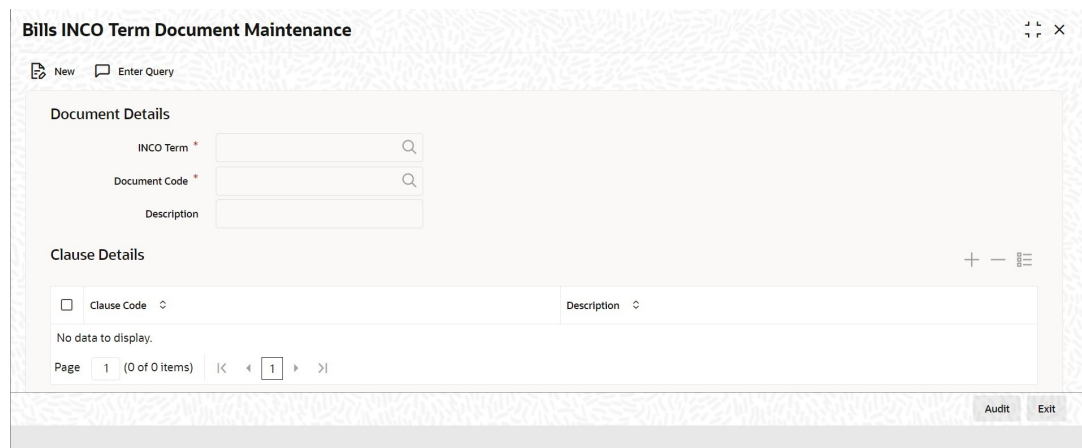 Bills INCO Term Document Maintenance
New Enter Query
Document Details
INCO Term *
Document Code *
Description
Clause Details
Clause Code Description
No data to display.
Page 1 (0 of 0 items) 1
Audit Exit